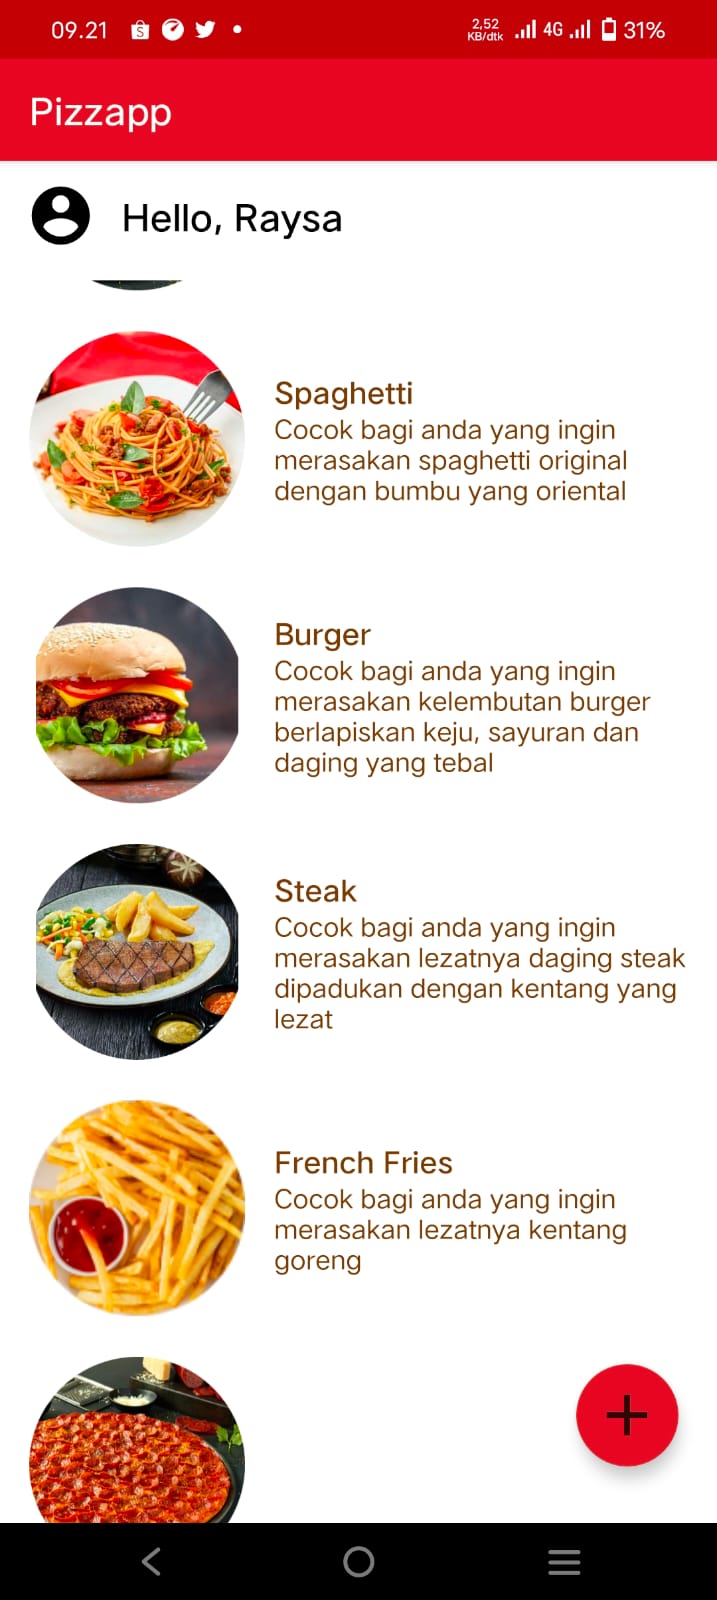 09.21
2,52
KB/dtk
4G
31%
Pizzapp
Hello, Raysa
Spaghetti
Cocok bagi anda yang ingin
merasakan spaghetti original
dengan bumbu yang oriental
Burger
Cocok bagi anda yang ingin
merasakan kelembutan burger
berlapiskan keju, sayuran dan
daging yang tebal
Steak
Cocok bagi anda yang ingin
merasakan lezatnya daging steak
dipadukan dengan kentang yang
lezat
French Fries
Cocok bagi anda yang ingin
merasakan lezatnya kentang
goreng